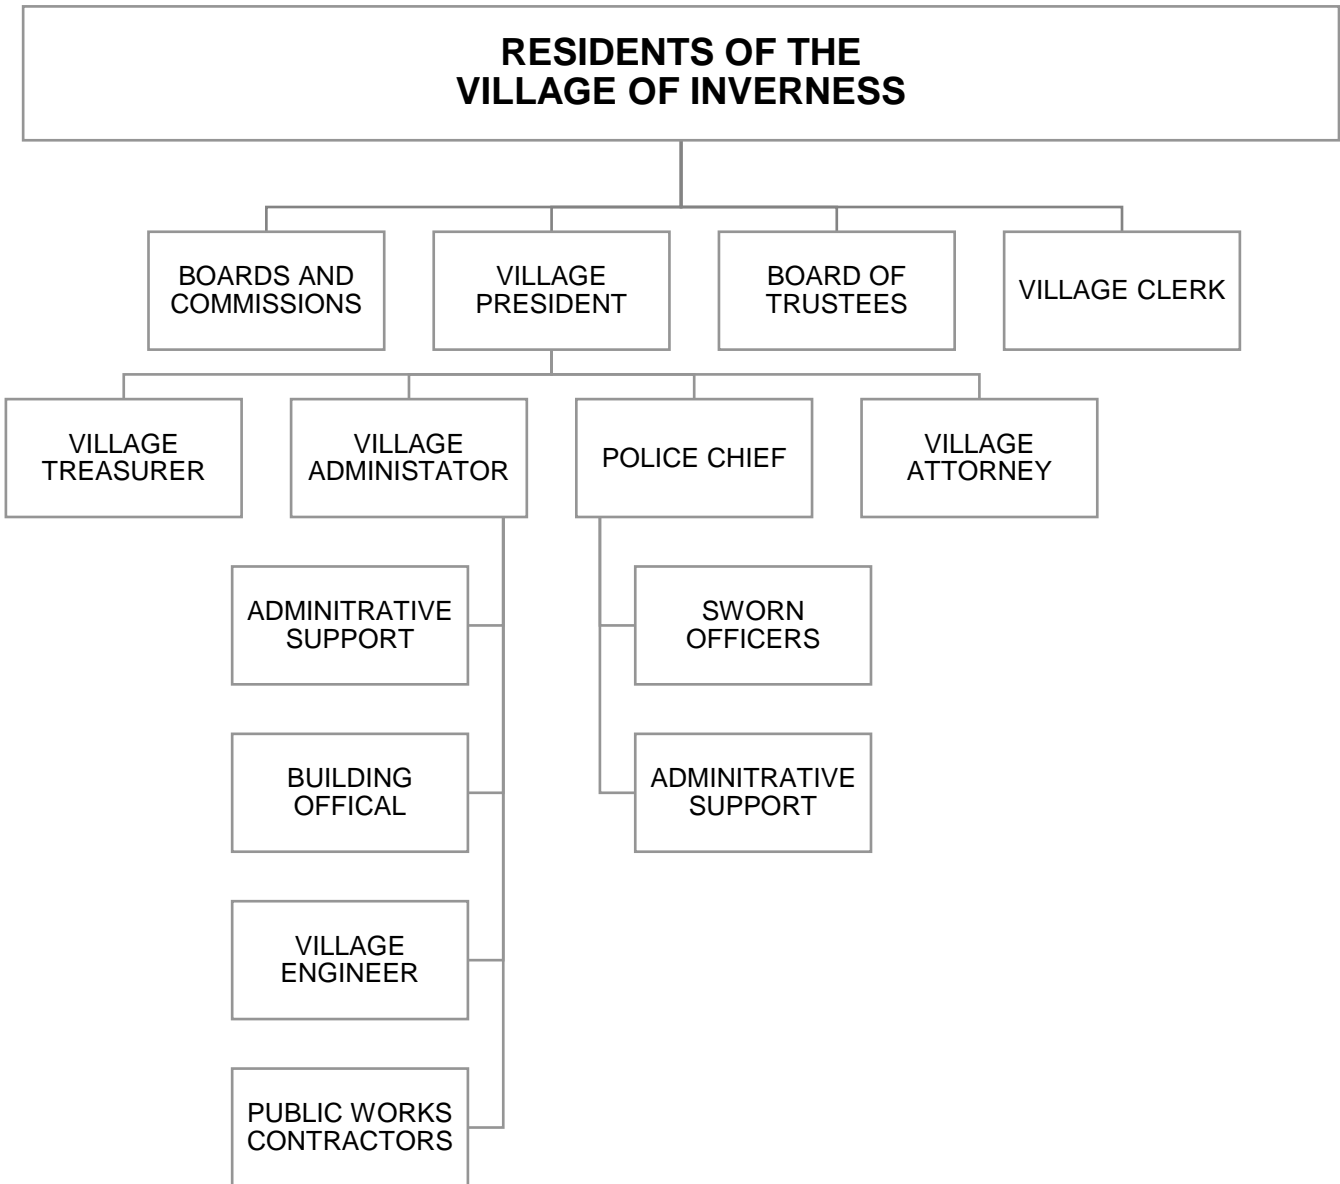 RESIDENTS OF THE
VILLAGE OF INVERNESS
BOARDS AND
COMMISSIONS
VILLAGE
PRESIDENT
BOARD OF
TRUSTEES
VILLAGE CLERK
VILLAGE
TREASURER
VILLAGE
ADMINISTATOR
POLICE CHIEF
VILLAGE
ATTORNEY
ADMINITRATIVE
SUPPORT
SWORN
OFFICERS
BUILDING
OFFICAL
ADMINITRATIVE
SUPPORT
VILLAGE
ENGINEER
PUBLIC WORKS
CONTRACTORS